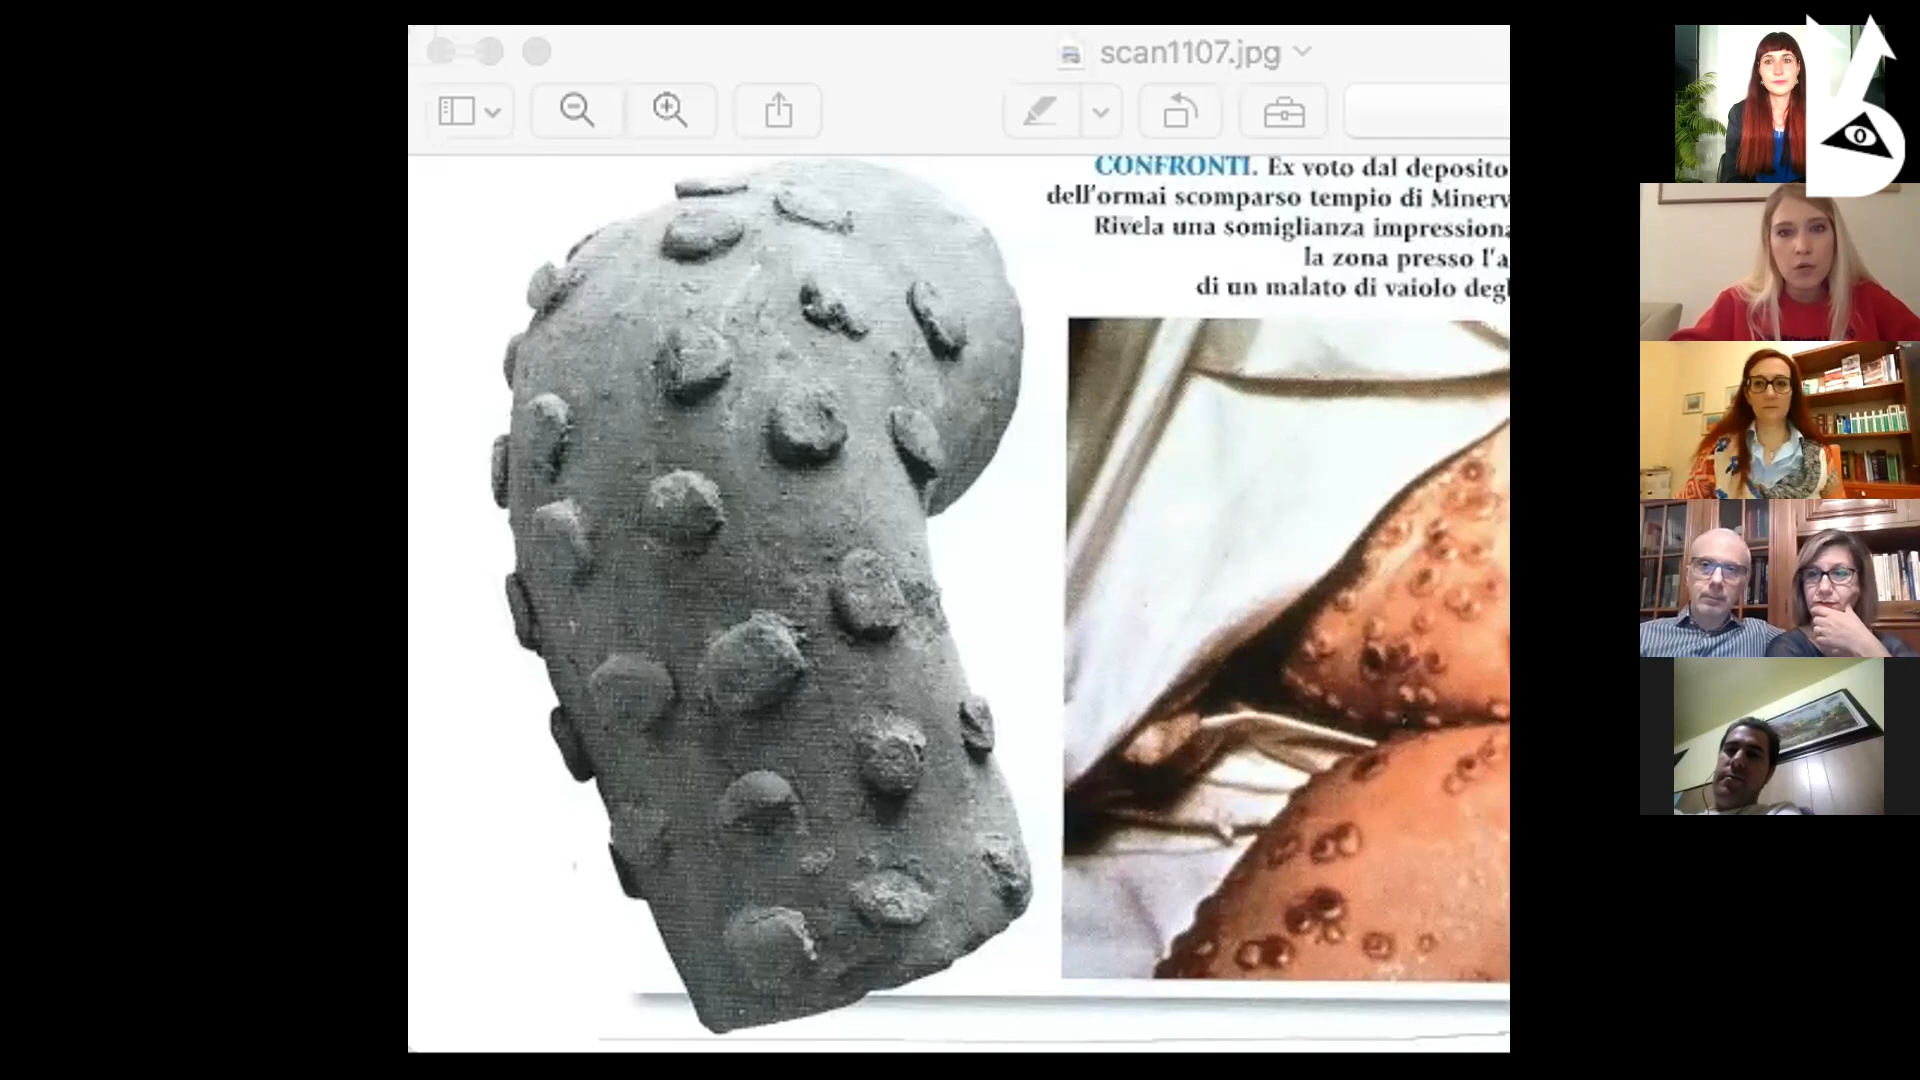 scan1107.jpg
CONFRONTI. Ex voto dal deposito
dell'ormai scomparso tempio di Minerv
Rivela una somiglianza impressiona
la zona presso l'a
di un malato di vaiolo deg